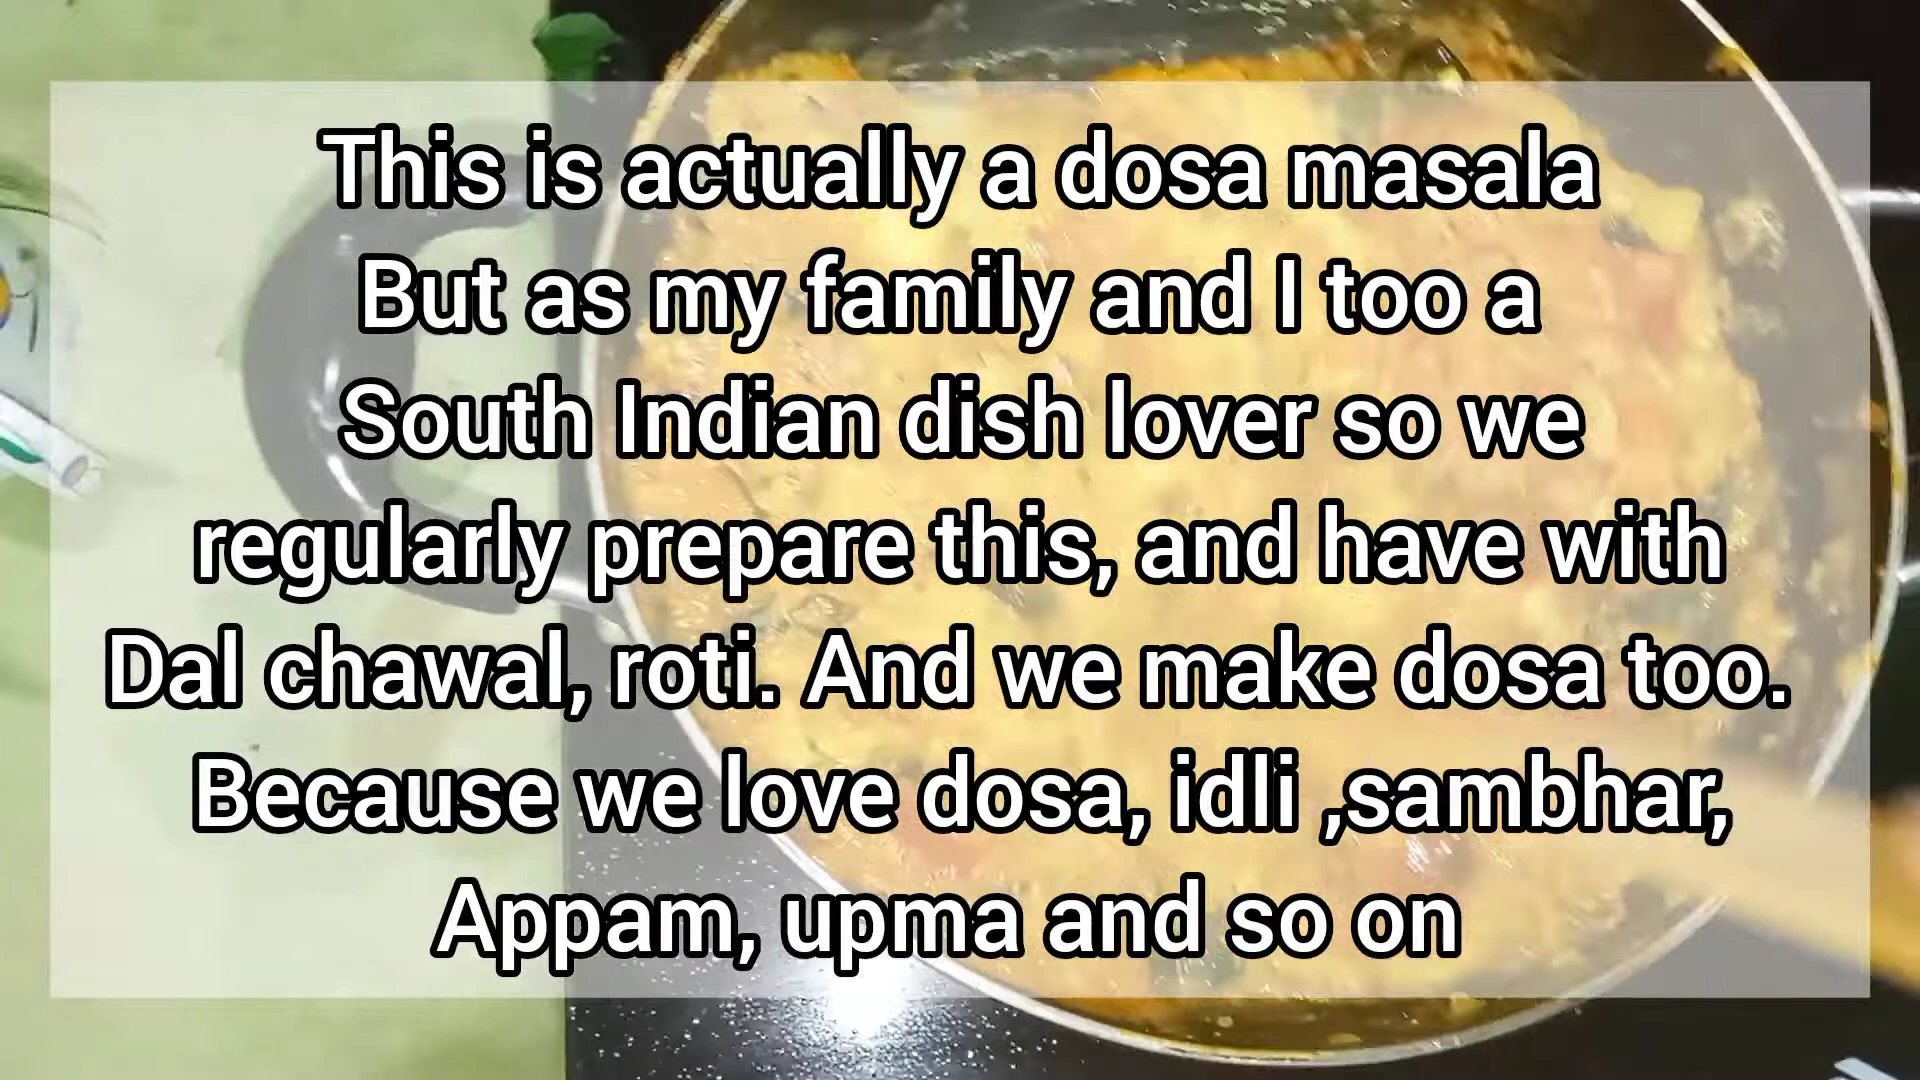 This is actually a dosa masala
But as my family and I too a
South Indian dish lover so we
regularly prepare this, and have with
Dal chawal, roti. And we make dosa too.
Because we love dosa, idli ,sambhar,
Appam, upma and so on